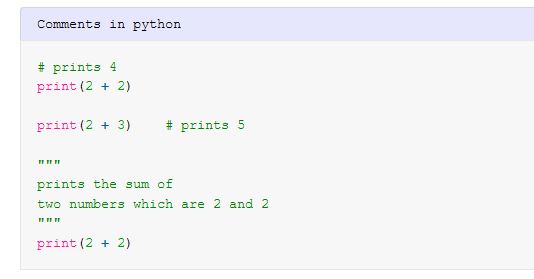 Comments in python
# prints 4
print(2 + 2)
print(2 + 3)    # prints 5
"""
prints the sum of
two numbers which are 2 and 2
"""
print(2 + 2)